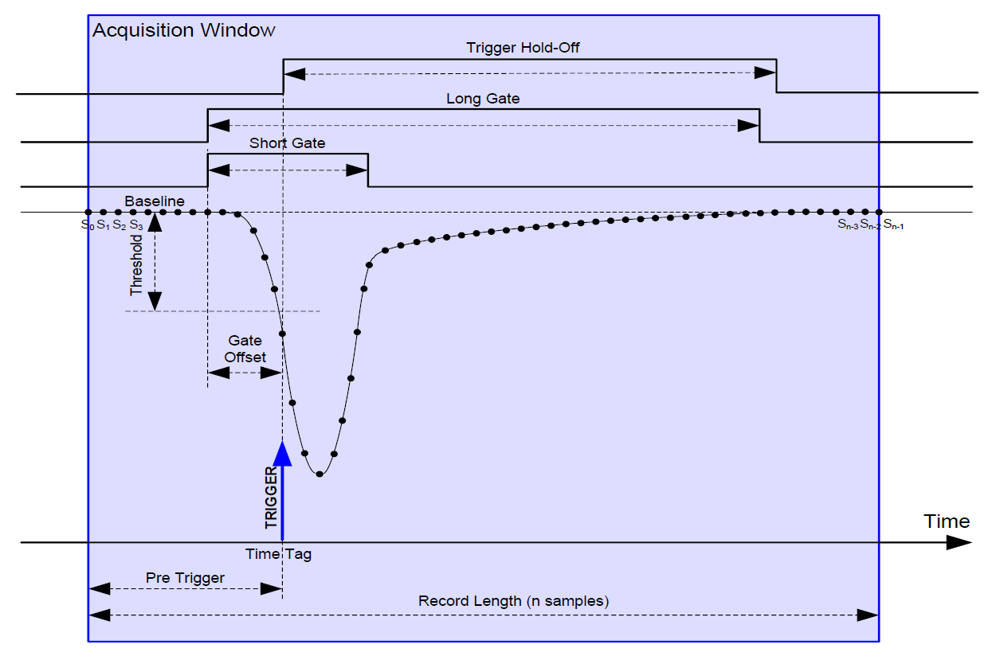 Acquisition Window
Trigger Hold-Off
Long Gate
Short Gate
Baseline
S0 S1 S2 S3
Sn-3 Sn-2 Sn-1
Threshold
Gate
Offset
TRIGGER
Time
Time Tag
Pre Trigger
Record Length (n samples)